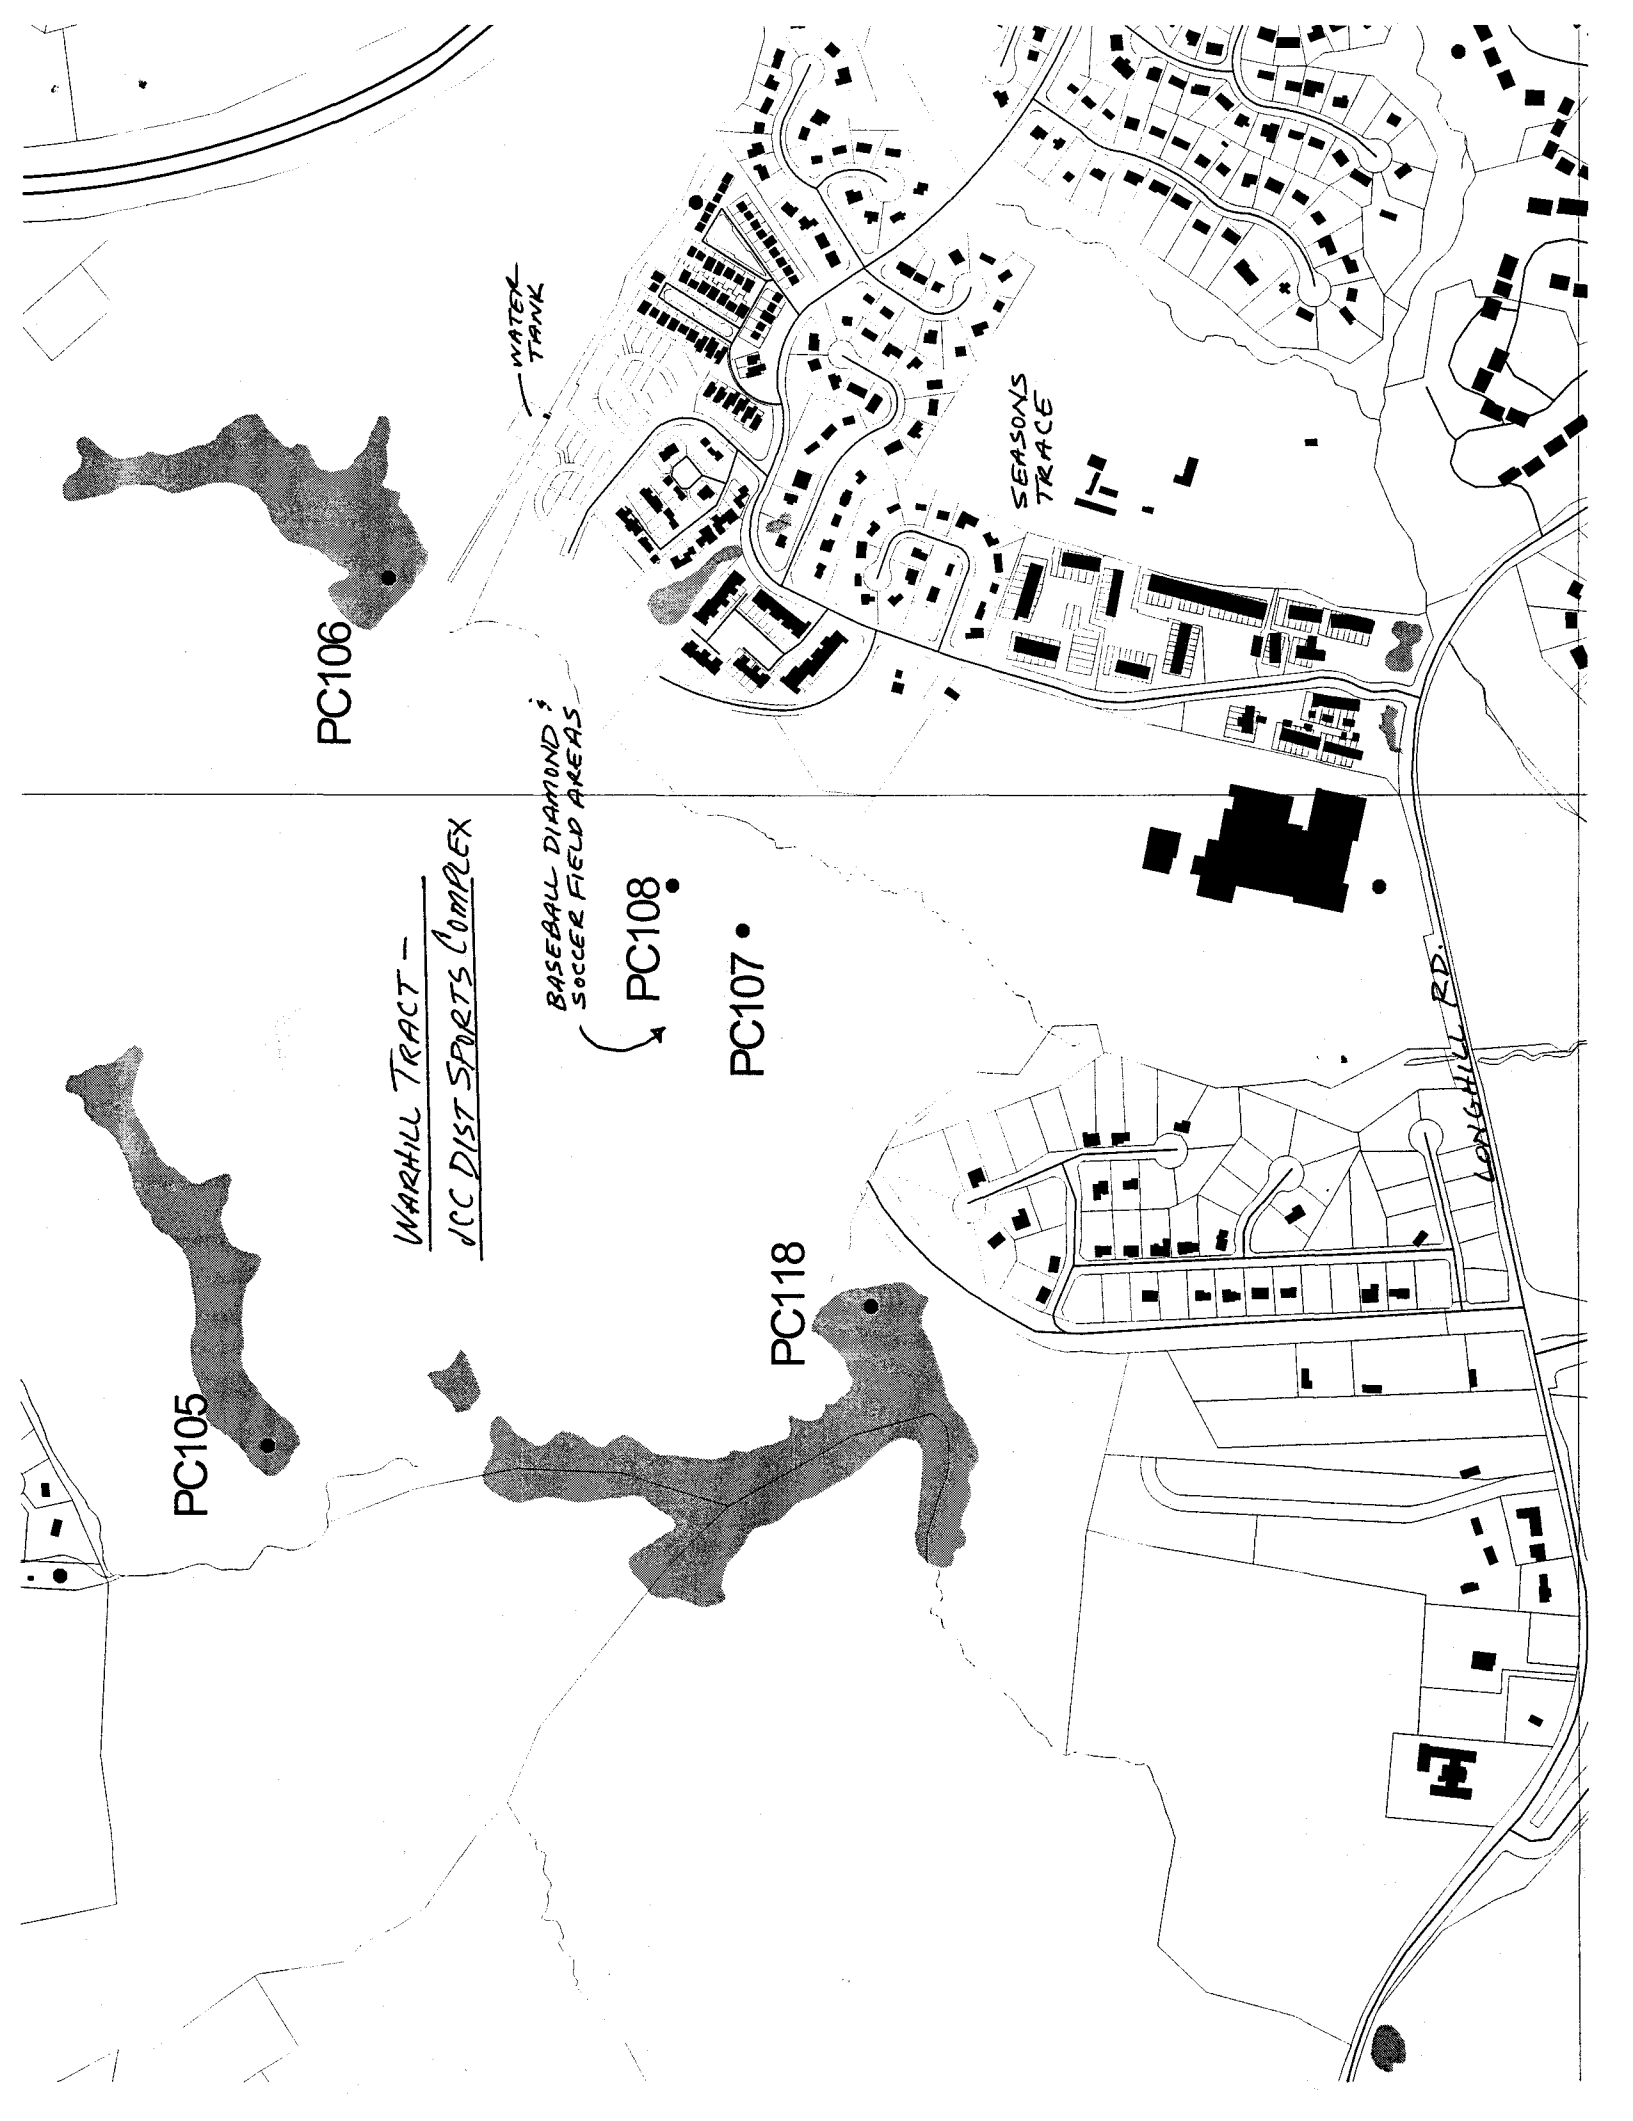 WATER
TANK
SEASONS
TRACE
PC106
BASEBALL DIAMOND &
SOCCER FIELD AREAS
WARHILL TRACT -
JCC DIST SPORTS COMPLEX
PC108
PC107
LONGHILL RD.
PC118
PC105